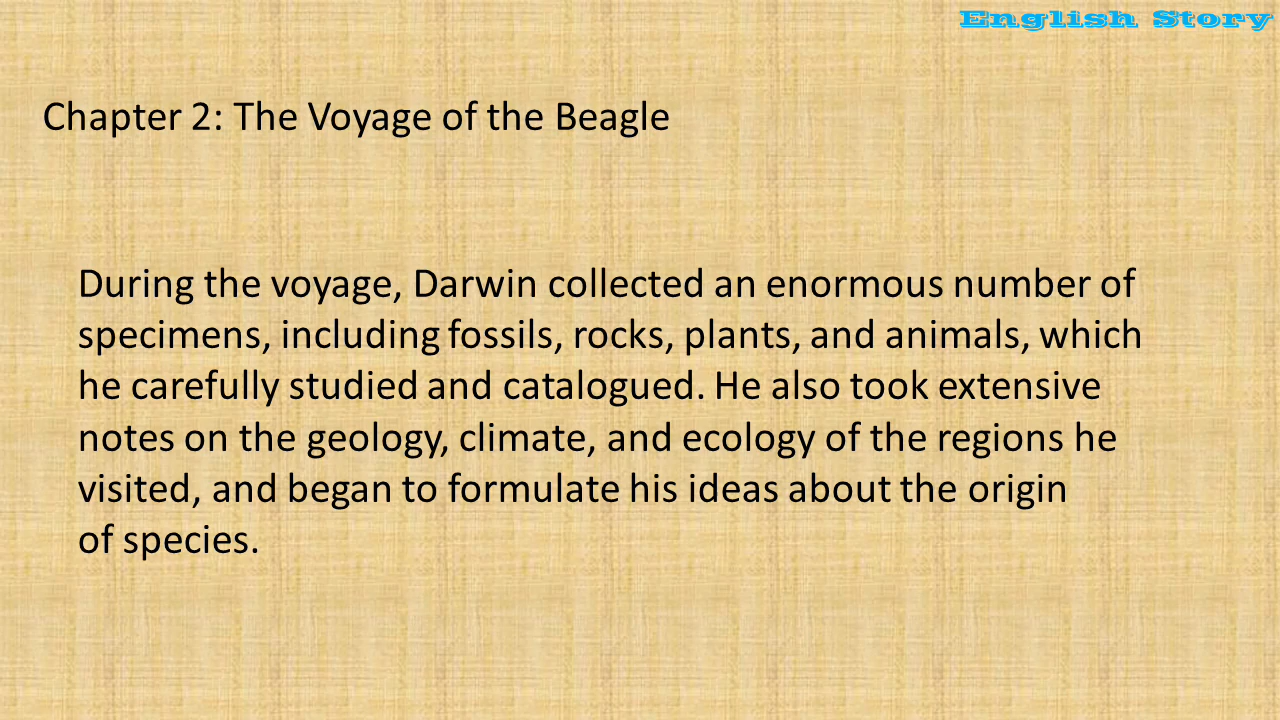 English Story
Chapter 2: The Voyage of the Beagle
During the voyage, Darwin collected an enormous number of
specimens, including fossils, rocks, plants, and animals, which
he carefully studied and catalogued. He also took extensive
notes on the geology, climate, and ecology of the regions he
visited, and began to formulate his ideas about the origin
of species.